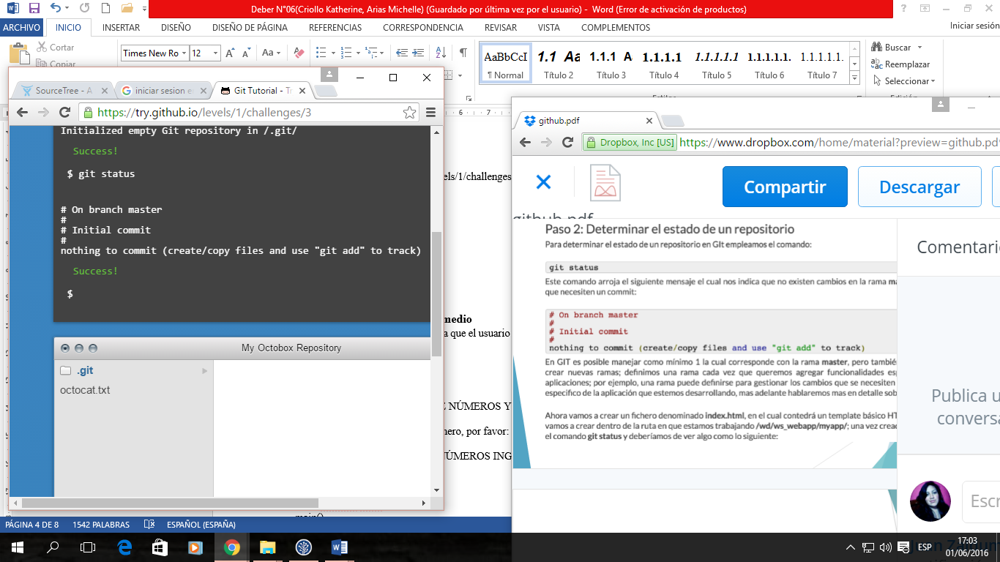 Deber N°06(Criollo Katherine, Arias Michelle) (Guardado por última vez por el usuario) - Word (Error de activación de productos)
ARCHIVO INICIO INSERTAR DISEÑO DISEÑO DE PÁGINA REFERENCIAS CORRESPONDENCIA REVISAR VISTA COMPLEMENTOS Iniciar sesión
Cortar
Copiar
Times New Ro 12
AaBbCcI 1.1 Aa 1.1.1 A 1.1.1.1 1.1.1.1.1 1.1.1.1.1. 1.1.1.1.1.
¶ Normal Título 2 Título 3 Título 4 Título 5 Título 6 Título 7
Buscar
Reemplazar
Seleccionar
Estilos
Edición
6 7
SourceTree - A
iniciar sesion e
Git Tutorial - Tr
https://try.github.io/levels/1/challenges/3
Initialized empty Git repository in /.git/
Success!
$ git status
# On branch master
#
# Initial commit
#
nothing to commit (create/copy files and use "git add" to track)
Success!
$
My Octobox Repository
.git
octocat.txt
els/1/challenges
medio
a que el usuario
E NÚMEROS Y
nero, por favor:
NÚMEROS ING
main()
github.pdf
Dropbox, Inc [US] https://www.dropbox.com/home/material?preview=github.pd
Compartir
Descargar
github.pdf
Paso 2: Determinar el estado de un repositorio
Para determinar el estado de un repositorio en GIt empleamos el comando:
git status
Este comando arroja el siguiente mensaje el cual nos indica que no existen cambios en la rama ma
que necesiten un commit:
# On branch master
#
# Initial commit
#
nothing to commit (create/copy files and use "git add" to track)
En GIT es posible manejar como mínimo 1 la cual corresponde con la rama master, pero tambié
crear nuevas ramas; definimos una rama cada vez que queremos agregar funcionalidades es
aplicaciones; por ejemplo, una rama puede definirse para gestionar los cambios que se necesiten
especifico de la aplicación que estemos desarrollando, mas adelante hablaremos mas en detalle sob
Ahora vamos a crear un fichero denominado index.html, en el cual contedrá un template básico HT
vamos a crear dentro de la ruta en que estamos trabajando /wd/ws_webapp/myapp/; una vez cread
el comando git status y deberíamos de ver algo como lo siguiente:
Comentari
Publica u
conversa
Escr
PÁGINA 4 DE 8 1542 PALABRAS ESPAÑOL (ESPAÑA)
ESP
17:03
01/06/2016